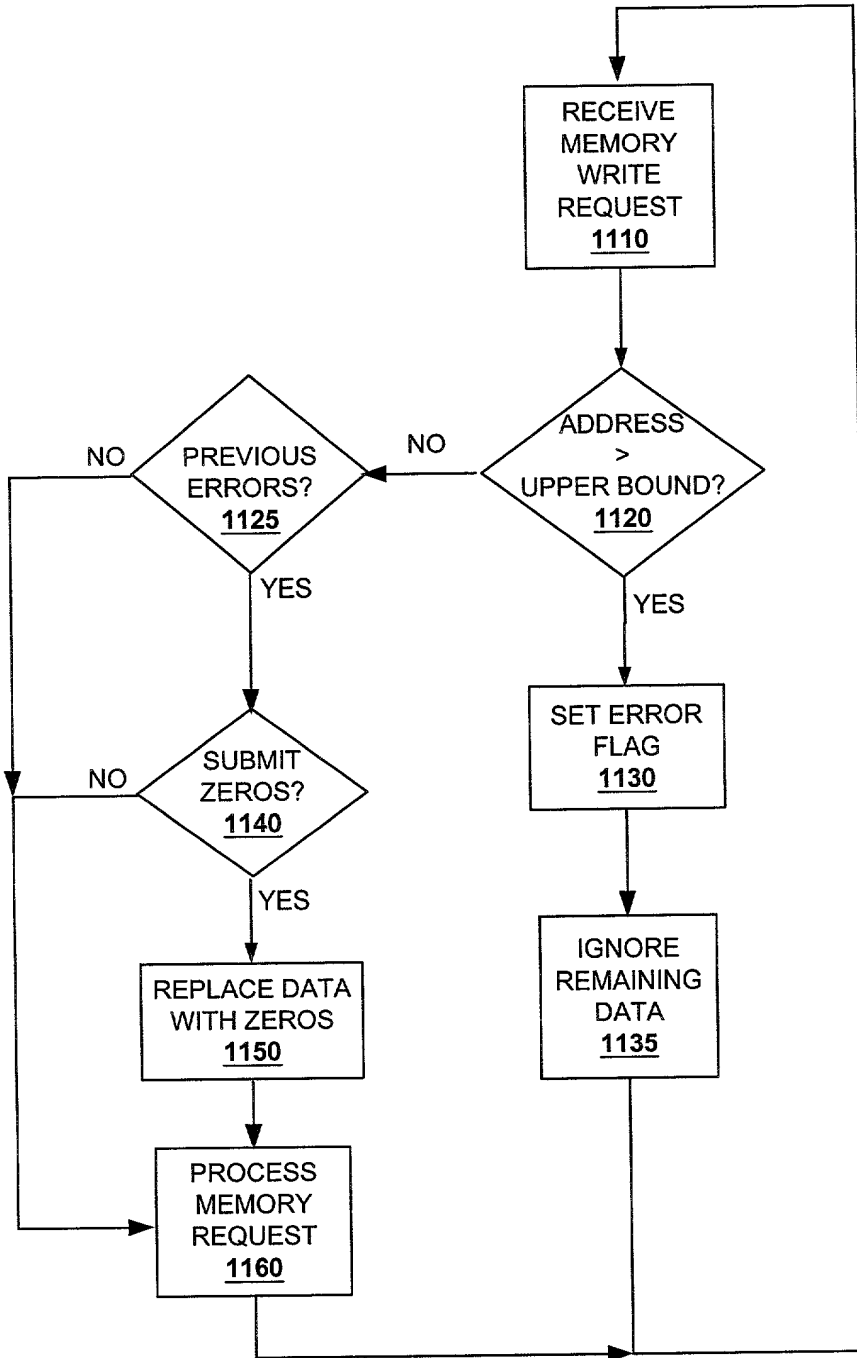 RECEIVE
MEMORY
WRITE
REQUEST
1110
ADDRESS
>
UPPER BOUND?
1120
NO
PREVIOUS
ERRORS?
1125
NO
YES
YES
SET ERROR
FLAG
1130
SUBMIT
ZEROS?
1140
NO
YES
IGNORE
REMAINING
DATA
1135
REPLACE DATA
WITH ZEROS
1150
PROCESS
MEMORY
REQUEST
1160